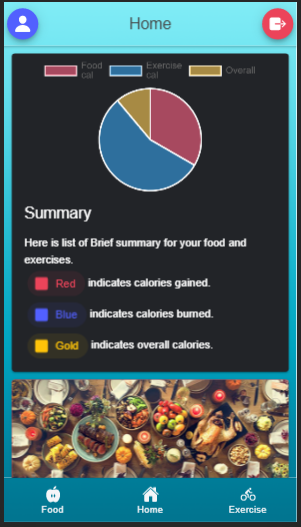 Home
Food cal
Exercise cal
Overall
Summary
Here is list of Brief summary for your food and
exercises.
Red indicates calories gained.
Blue indicates calories burned.
Gold indicates overall calories.
Food
Home
Exercise